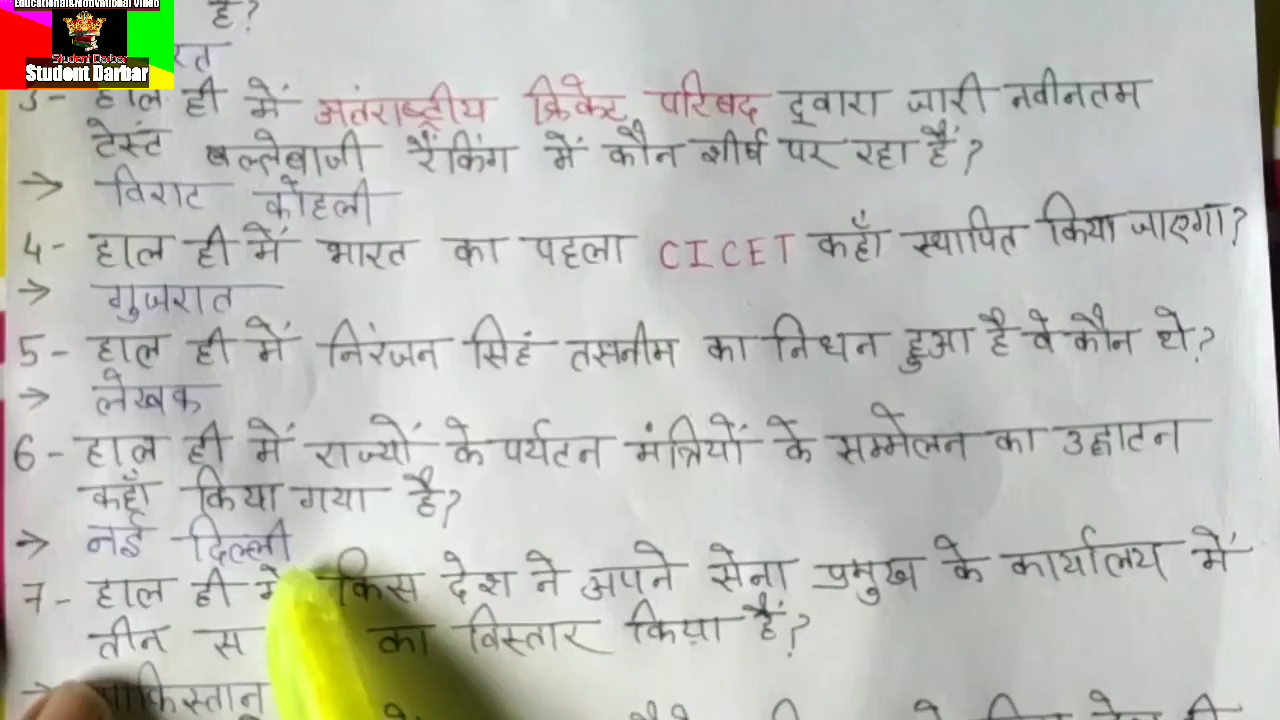 Educational&Motivational Video
Student Darbar
Student Darbar
है?
रत
3- हाल ही में अंतराष्ट्रीय क्रिकेट परिषद द्वारा जारी नवीनतम
टेस्ट बल्लेबाजी रैंकिंग में कौन शीर्ष पर रहा है?
→ विराट कोहली
4- हाल ही में भारत का पहला CICET कहाँ स्थापित किया जाएगा?
→ गुजरात
5- हाल ही में निरंजन सिहं तसनीम का निधन हुआ है वे कौन थे?
→ लेखक
6- हाल ही में राज्यों के पर्यटन मंत्रियों के सम्मेलन का उद्घाटन
कहाँ किया गया है?
→ नई दिल्ली
7- हाल ही में किस देश ने अपने सेना प्रमुख के कार्यालय में
तीन स का विस्तार किया है?
→ पाकिस्तान